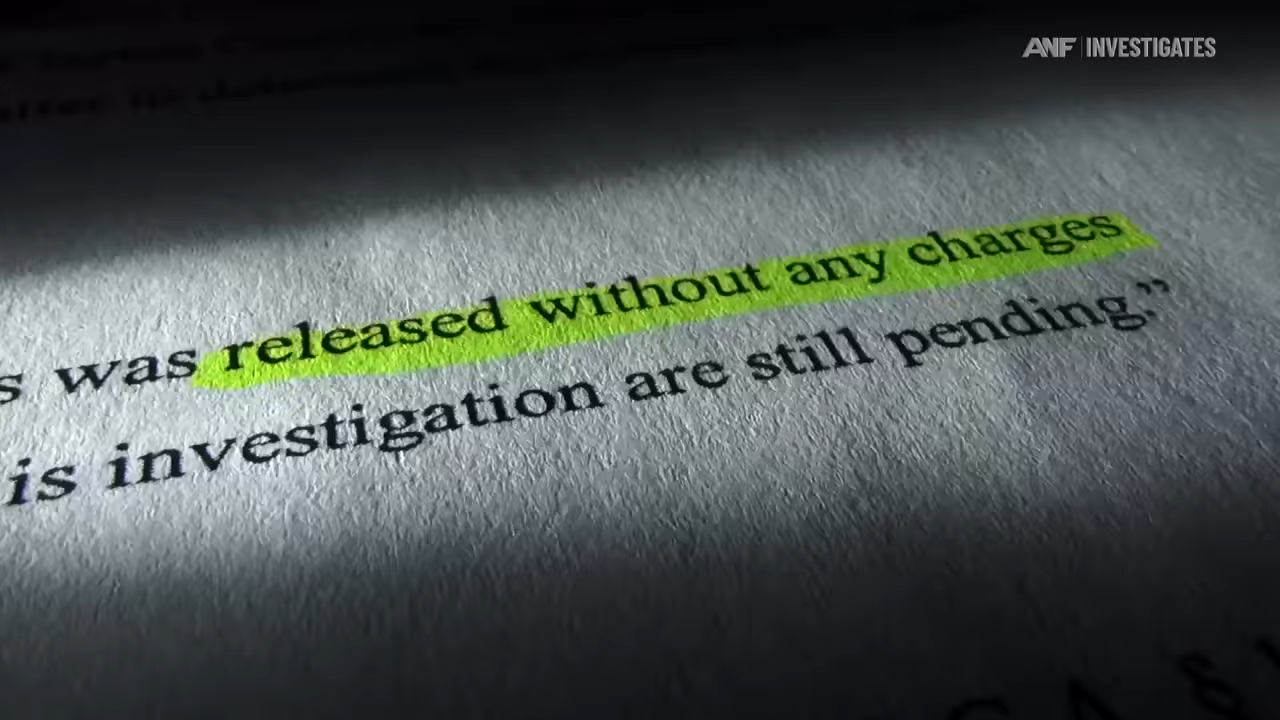 ANF INVESTIGATES
s was released without any charges
is investigation are still pending.”